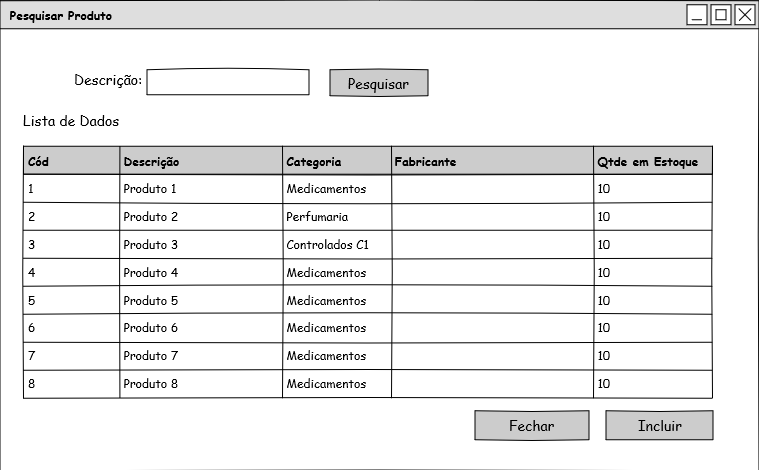 Pesquisar Produto
Descrição: Pesquisar
Lista de Dados
Cód Descrição Categoria Fabricante Qtde em Estoque
1 Produto 1 Medicamentos 10
2 Produto 2 Perfumaria 10
3 Produto 3 Controlados C1 10
4 Produto 4 Medicamentos 10
5 Produto 5 Medicamentos 10
6 Produto 6 Medicamentos 10
7 Produto 7 Medicamentos 10
8 Produto 8 Medicamentos 10
Fechar Incluir